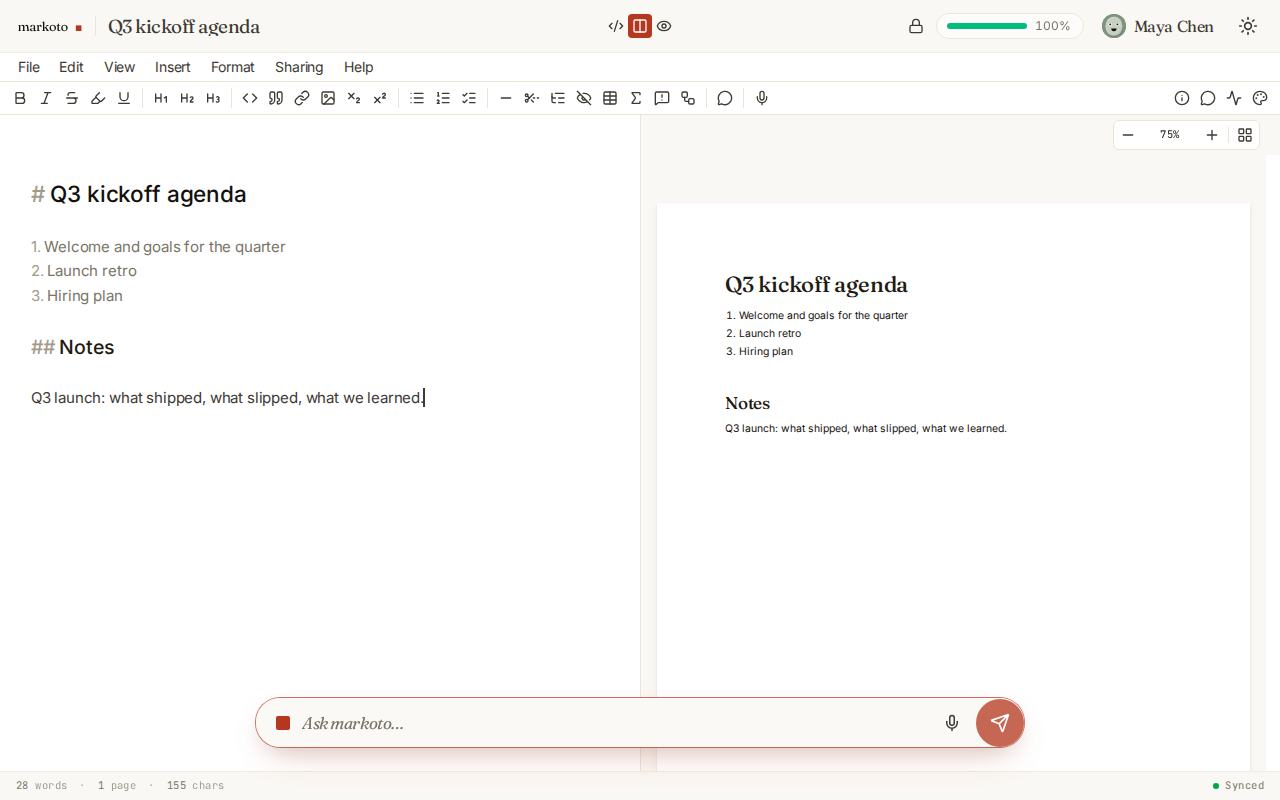 markoto
Q3 kickoff agenda
100%
Maya Chen
File Edit View Insert Format Sharing Help
H1 H2 H3
75%
# Q3 kickoff agenda
1. Welcome and goals for the quarter
2. Launch retro
3. Hiring plan
## Notes
Q3 launch: what shipped, what slipped, what we learned.
Q3 kickoff agenda
1. Welcome and goals for the quarter
2. Launch retro
3. Hiring plan
Notes
Q3 launch: what shipped, what slipped, what we learned.
Ask markoto...
28 words · 1 page · 155 chars
Synced